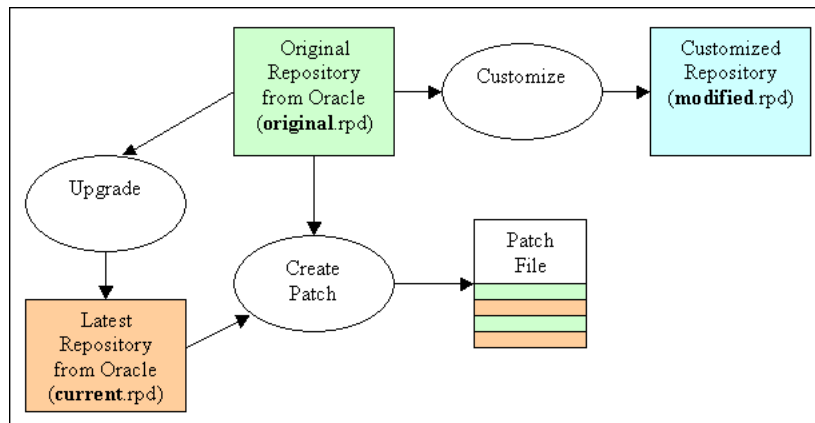 Original
Repository
from Oracle
(original.rpd)
Customize
Customized
Repository
(modified.rpd)
Upgrade
Create
Patch
Patch
File
Latest
Repository
from Oracle
(current.rpd)